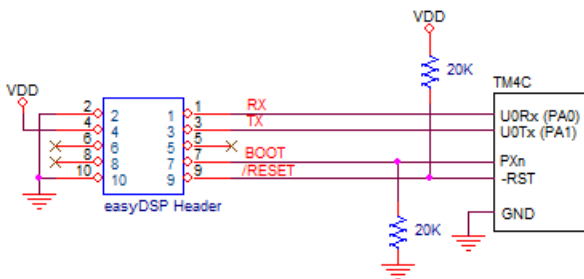 VDD
20K
TM4C
VDD
2 2 1 1 RX U0Rx (PA0)
4 4 3 3 TX U0Tx (PA1)
6 6 5 5
8 8 7 7 BOOT PXn
10 10 9 9 /RESET -RST
easyDSP Header
20K
GND